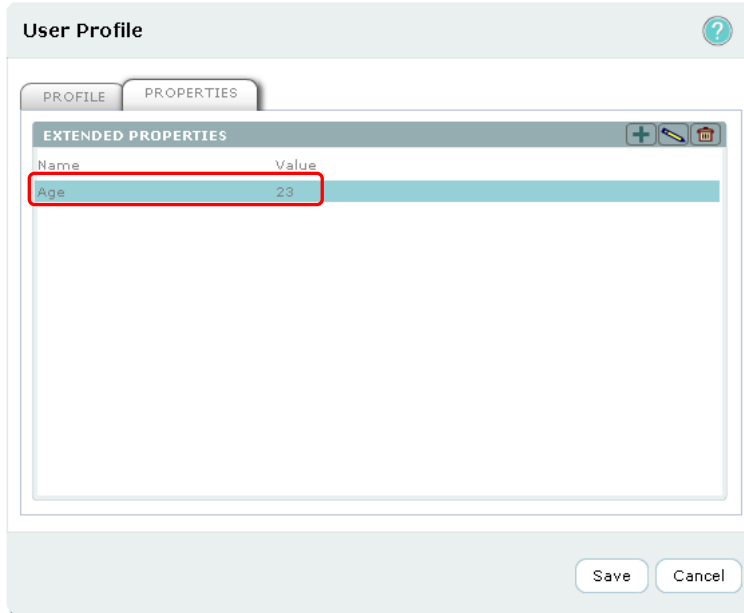 User Profile
?
PROFILE PROPERTIES
EXTENDED PROPERTIES
Name Value
Age 23
Save Cancel